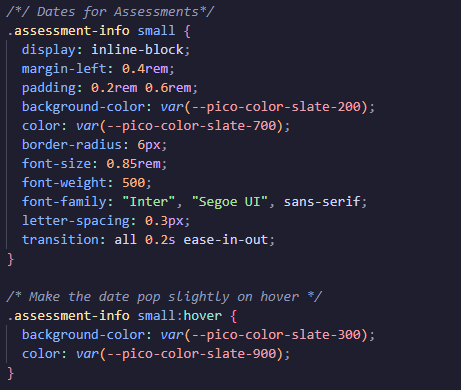 /*/ Dates for Assessments*/
.assessment-info small {
  display: inline-block;
  margin-left: 0.4rem;
  padding: 0.2rem 0.6rem;
  background-color: var(--pico-color-slate-200);
  color: var(--pico-color-slate-700);
  border-radius: 6px;
  font-size: 0.85rem;
  font-weight: 500;
  font-family: "Inter", "Segoe UI", sans-serif;
  letter-spacing: 0.3px;
  transition: all 0.2s ease-in-out;
}

/* Make the date pop slightly on hover */
.assessment-info small:hover {
  background-color: var(--pico-color-slate-300);
  color: var(--pico-color-slate-900);
}